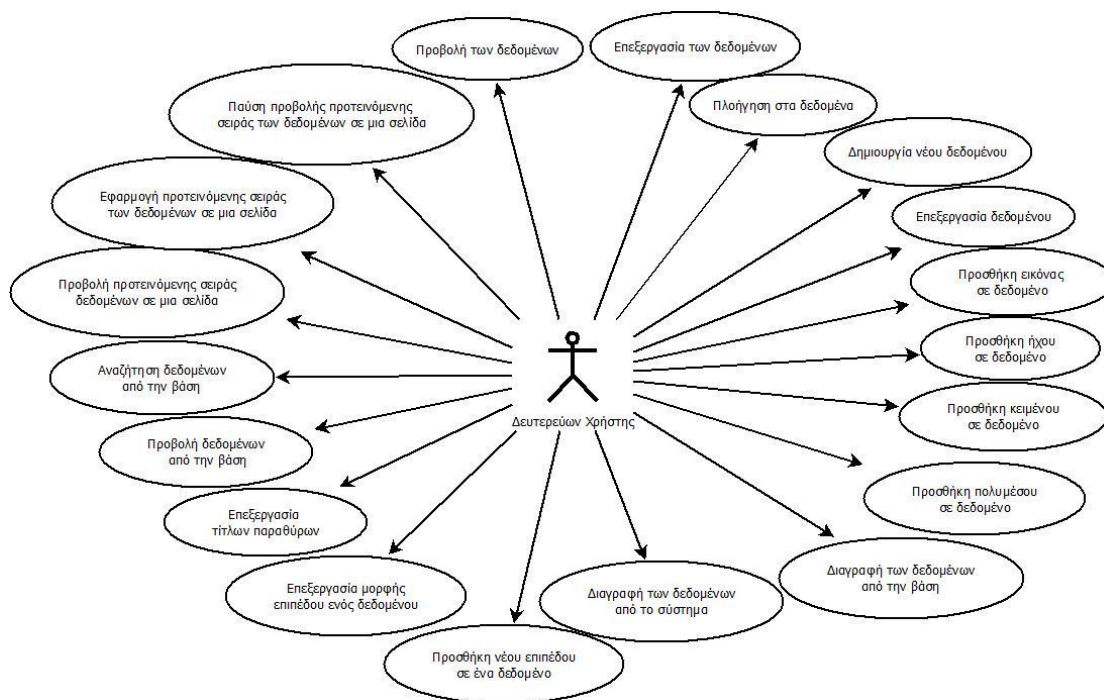 Προβολή των δεδομένων
Επεξεργασία των δεδομένων
Πλοήγηση στα δεδομένα
Δημιουργία νέου δεδομένου
Επεξεργασία δεδομένου
Προσθήκη εικόνας
σε δεδομένο
Προσθήκη ήχου
σε δεδομένο
Προσθήκη κειμένου
σε δεδομένο
Προσθήκη πολυμέσου
σε δεδομένο
Διαγραφή των δεδομένων
από την βάση
Διαγραφή των δεδομένων
από το σύστημα
Προσθήκη νέου επιπέδου
σε ένα δεδομένο
Επεξεργασία μορφής
επιπέδου ενός δεδομένου
Επεξεργασία
τίτλων παραθύρων
Προβολή δεδομένων
από την βάση
Αναζήτηση δεδομένων
από την βάση
Προβολή προτεινόμενης σειράς
δεδομένων σε μια σελίδα
Εφαρμογή προτεινόμενης σειράς
των δεδομένων σε μια σελίδα
Παύση προβολής προτεινόμενης
σειράς των δεδομένων σε μια σελίδα
Δευτερεύων Χρήστης